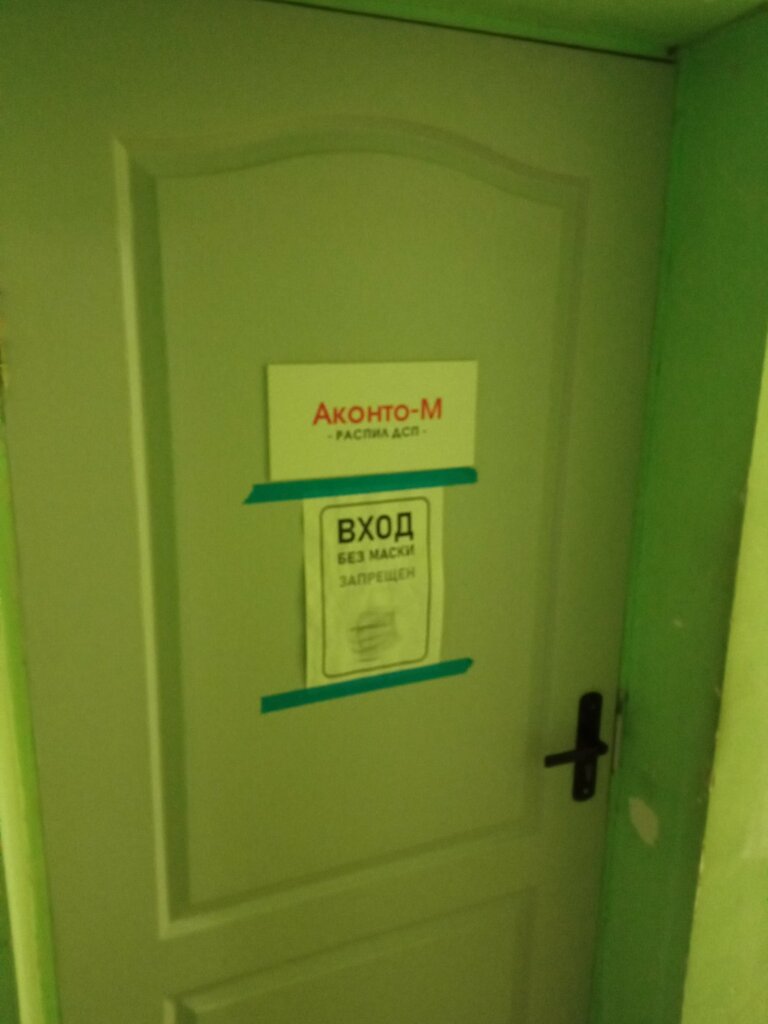 Аконто-М
- РАСПИЛ ДСП -
ВХОД
БЕЗ МАСКИ
ЗАПРЕЩЕН